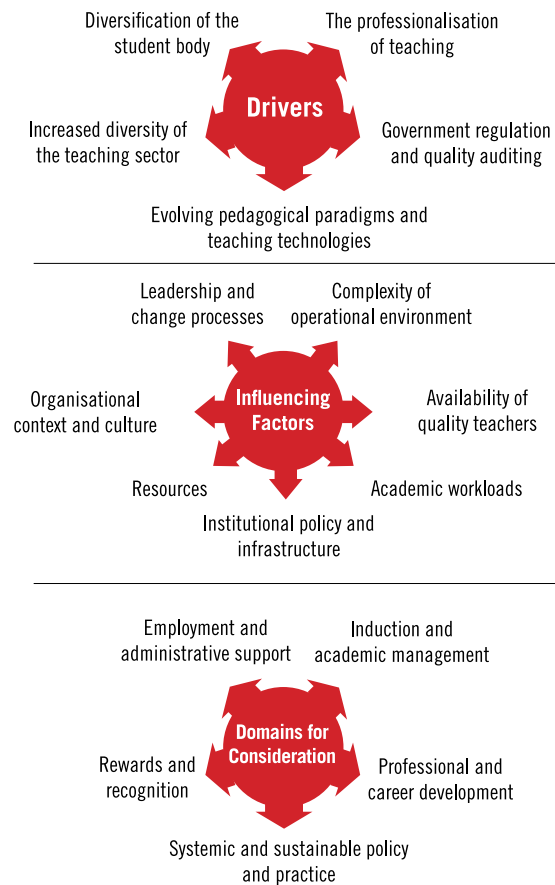 Diversification of the
student body
The professionalisation
of teaching
Drivers
Increased diversity of
the teaching sector
Government regulation
and quality auditing
Evolving pedagogical paradigms and
teaching technologies
Leadership and
change processes
Complexity of
operational environment
Organisational
context and culture
Influencing
Factors
Availability of
quality teachers
Resources
Academic workloads
Institutional policy and
infrastructure
Employment and
administrative support
Induction and
academic management
Domains for
Consideration
Rewards and
recognition
Professional and
career development
Systemic and sustainable policy
and practice